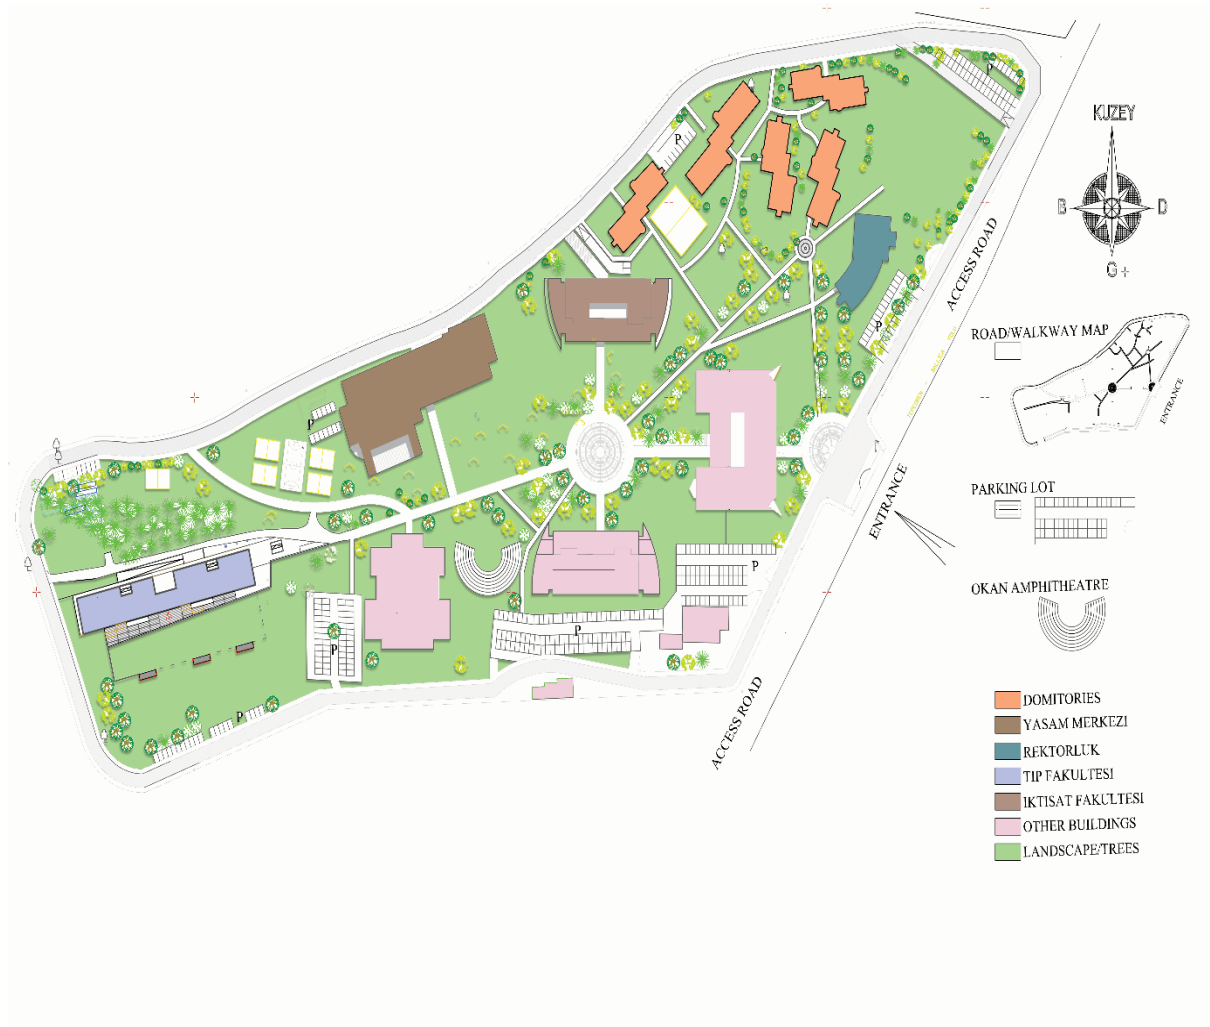 KUZEY
B
D
G
P
P
P
P
P
P
P
P
ACCESS ROAD
ROAD/WALKWAY MAP
ENTRANCE
ENTRANCE
PARKING LOT
OKAN AMPHITHEATRE
ACCESS ROAD
DOMITORIES
YASAM MERKEZI
REKTORLUK
TIP FAKULTESI
IKTISAT FAKULTESI
OTHER BUILDINGS
LANDSCAPE/TREES